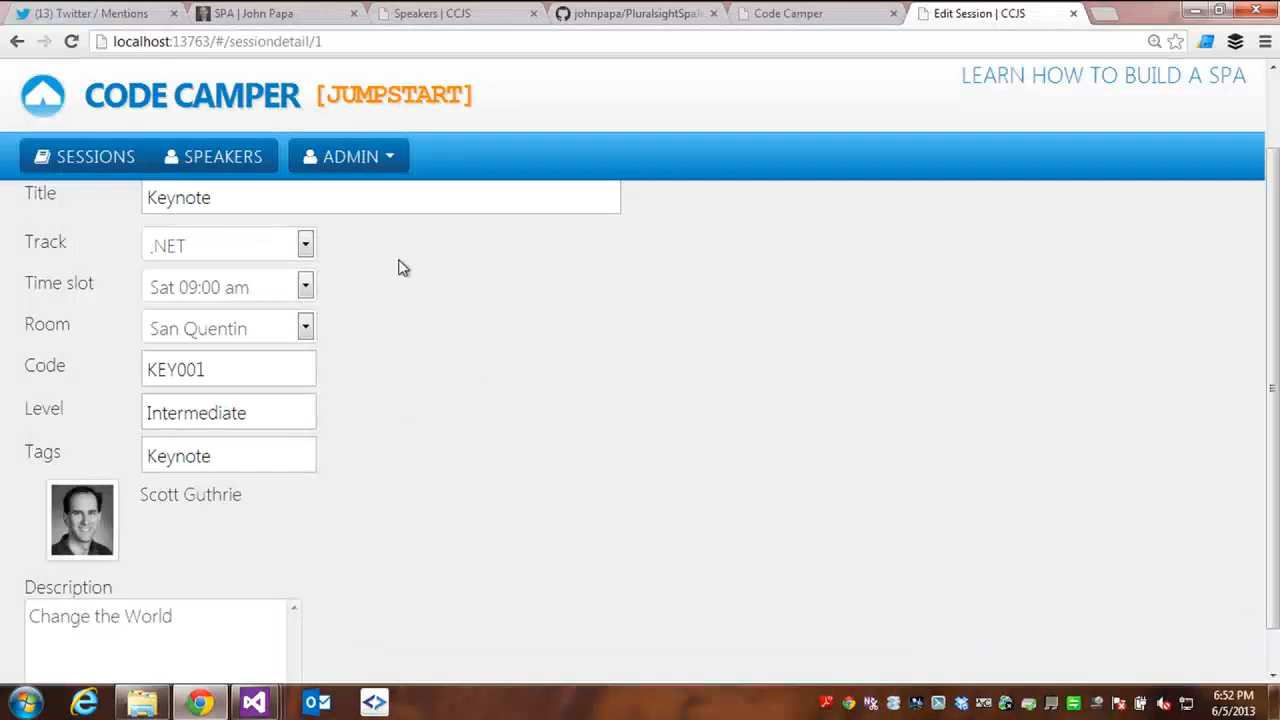 (13) Twitter / Mentions
SPA | John Papa
Speakers | CCJS
johnpapa/PluralsightSpa
Code Camper
Edit Session | CCJS
localhost:13763/#/sessiondetail/1
LEARN HOW TO BUILD A SPA
CODE CAMPER [JUMPSTART]
SESSIONS
SPEAKERS
ADMIN
Title
Keynote
Track
.NET
Time slot
Sat 09:00 am
Room
San Quentin
Code
KEY001
Level
Intermediate
Tags
Keynote
Scott Guthrie
Description
Change the World
6:52 PM
6/5/2013